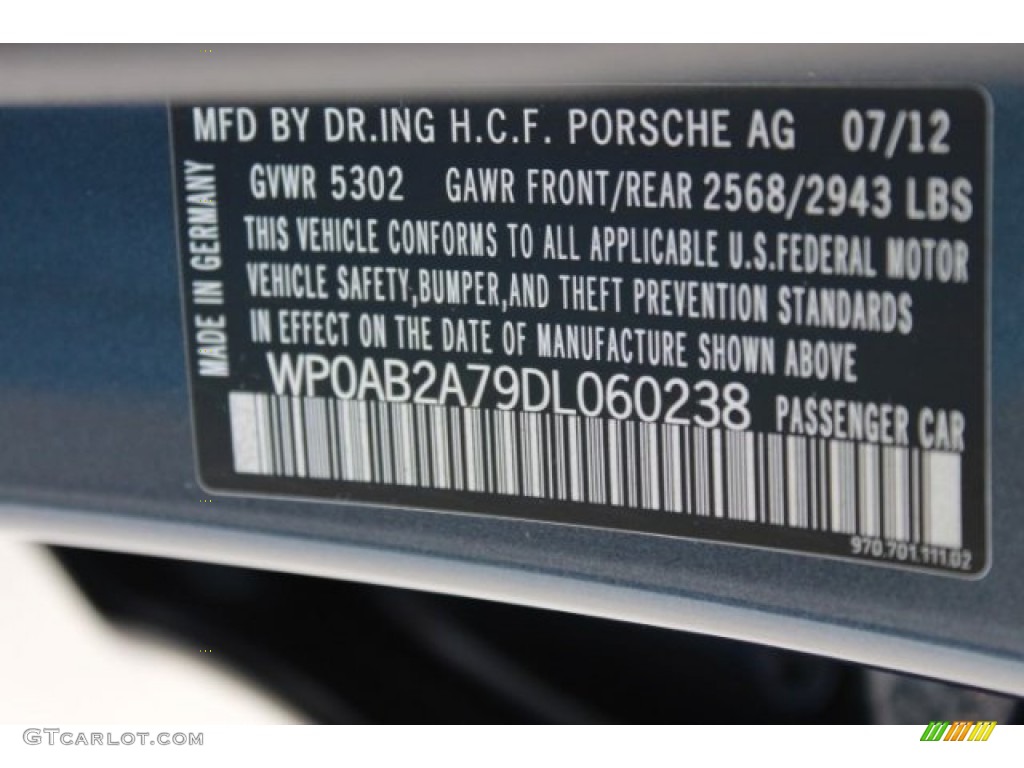 MFD BY DR.ING H.C.F. PORSCHE AG 07/12
GVWR 5302 GAWR FRONT/REAR 2568/2943 LBS
THIS VEHICLE CONFORMS TO ALL APPLICABLE U.S.FEDERAL MOTOR
VEHICLE SAFETY,BUMPER,AND THEFT PREVENTION STANDARDS
IN EFFECT ON THE DATE OF MANUFACTURE SHOWN ABOVE
WP0AB2A79DL060238 PASSENGER CAR
MADE IN GERMANY
970.701.111.02
GTCARLOT.COM